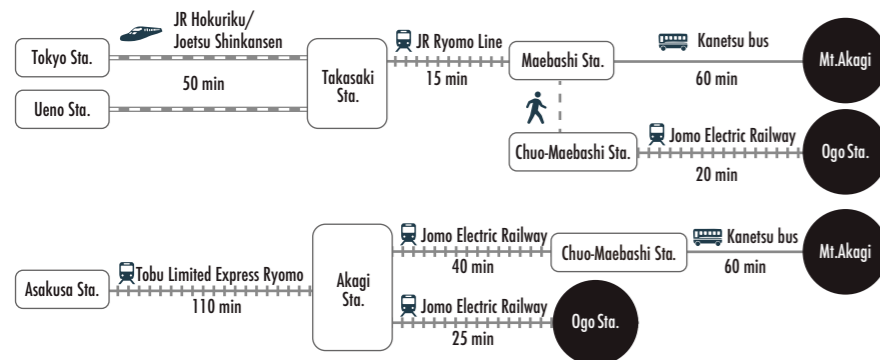 JR Hokuriku/
Joetsu Shinkansen
Tokyo Sta.
50 min
Ueno Sta.
Takasaki
Sta.
JR Ryomo Line
15 min
Maebashi Sta.
Kanetsu bus
60 min
Mt.Akagi
Chuo-Maebashi Sta.
Jomo Electric Railway
20 min
Ogo Sta.
Asakusa Sta.
Tobu Limited Express Ryomo
110 min
Akagi
Sta.
Jomo Electric Railway
40 min
Chuo-Maebashi Sta.
Kanetsu bus
60 min
Mt.Akagi
Jomo Electric Railway
25 min
Ogo Sta.